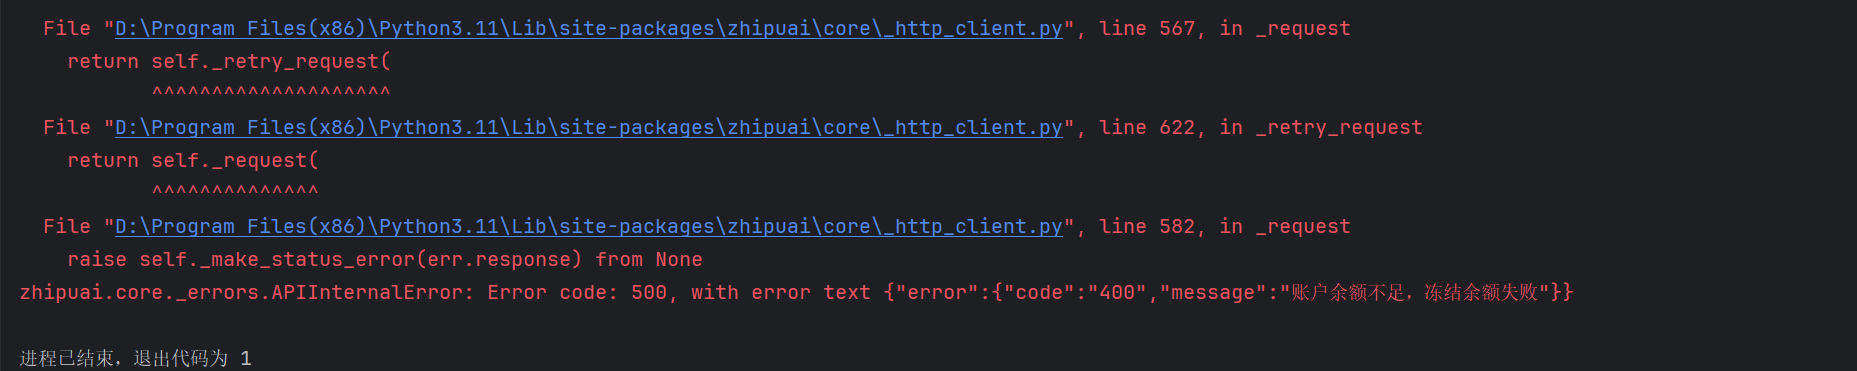 File "D:\Program Files(x86)\Python3.11\Lib\site-packages\zhipuai\core\_http_client.py", line 567, in _request
return self._retry_request(
^^^^^^^^^^^^^^^^^^^^
File "D:\Program Files(x86)\Python3.11\Lib\site-packages\zhipuai\core\_http_client.py", line 622, in _retry_request
return self._request(
^^^^^^^^^^^^^^
File "D:\Program Files(x86)\Python3.11\Lib\site-packages\zhipuai\core\_http_client.py", line 582, in _request
raise self._make_status_error(err.response) from None
zhipuai.core._errors.APIInternalError: Error code: 500, with error text {"error":{"code":"400","message":"账户余额不足，冻结余额失败"}}
进程已结束，退出代码为 1